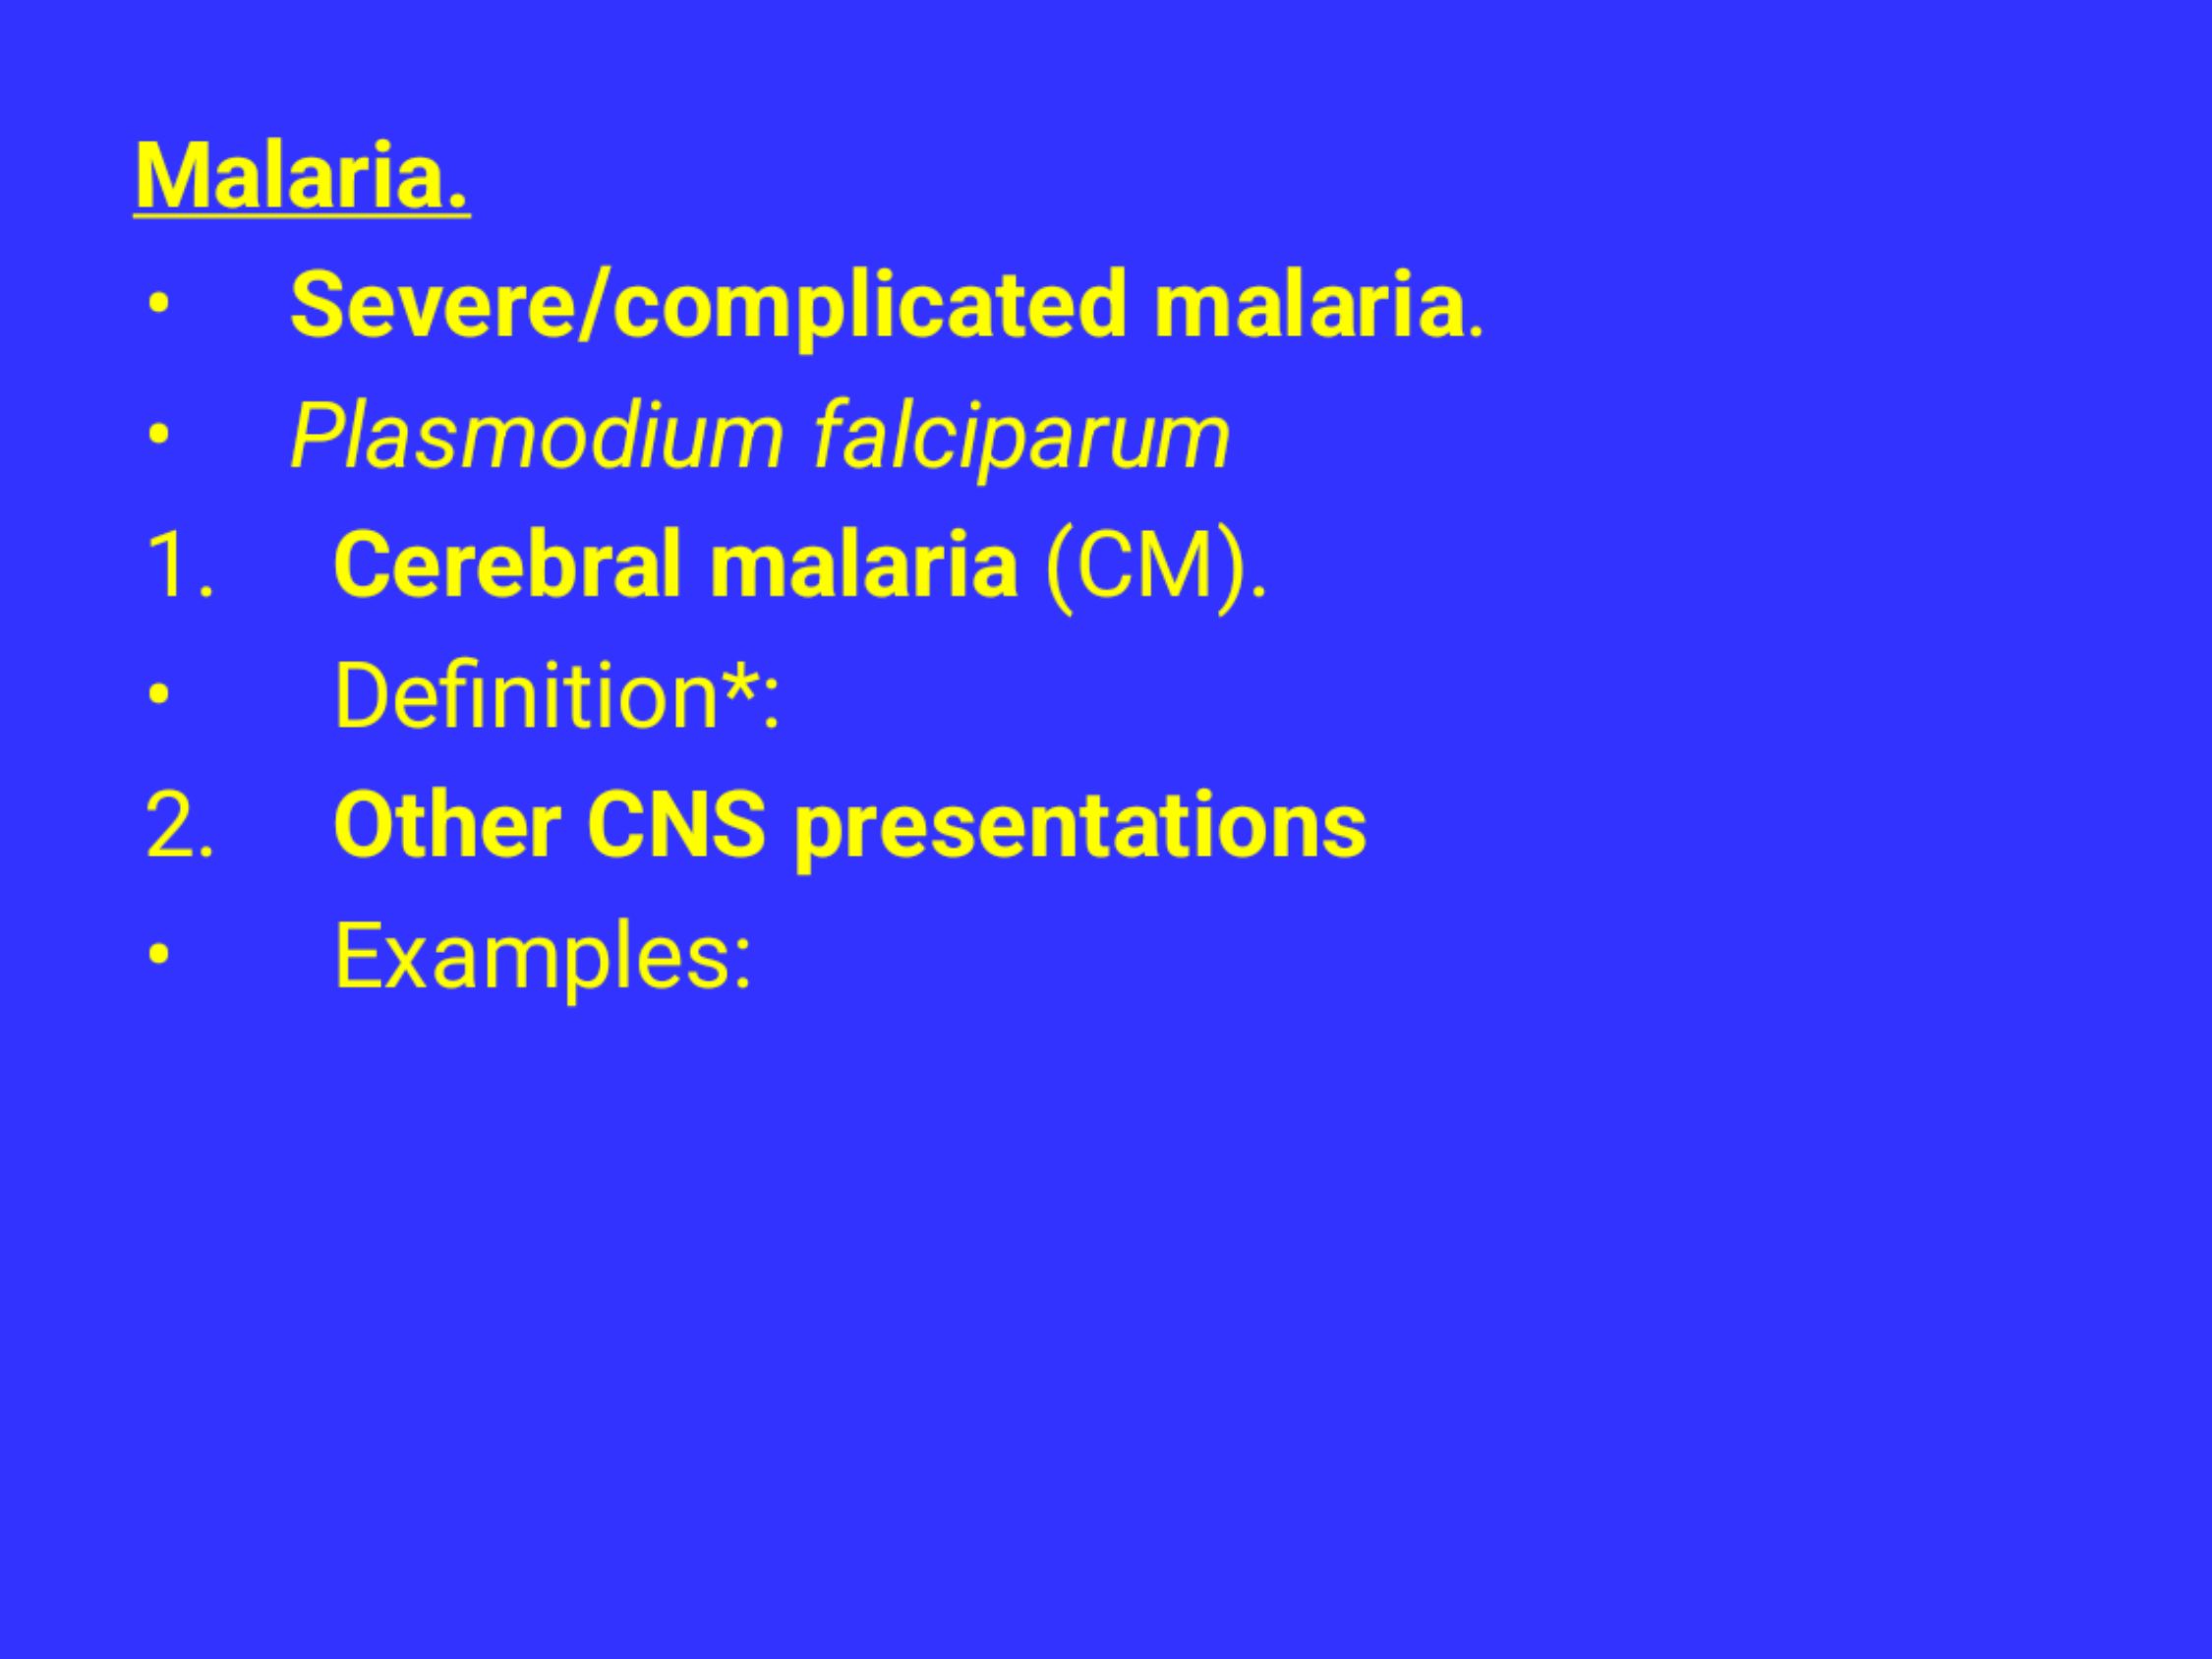 Malaria.
• Severe/complicated malaria.
• Plasmodium falciparum
1. Cerebral malaria (CM).
• Definition*:
2. Other CNS presentations
• Examples: